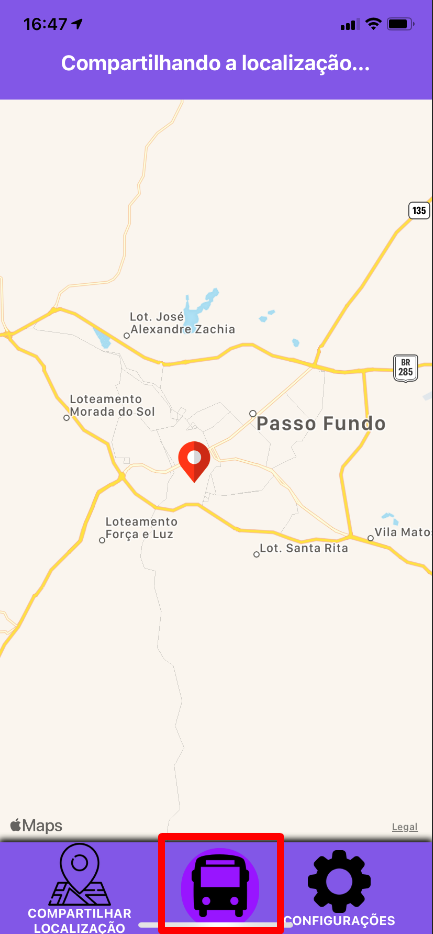 16:47
Compartilhando a localização...
135
Lot. José
Alexandre Zachia
BR
285
Loteamento
Morada do Sol
Passo Fundo
Loteamento
Força e Luz
Vila Mato
Lot. Santa Rita
Maps
Legal
COMPARTILHAR
LOCALIZAÇÃO
CONFIGURAÇÕES